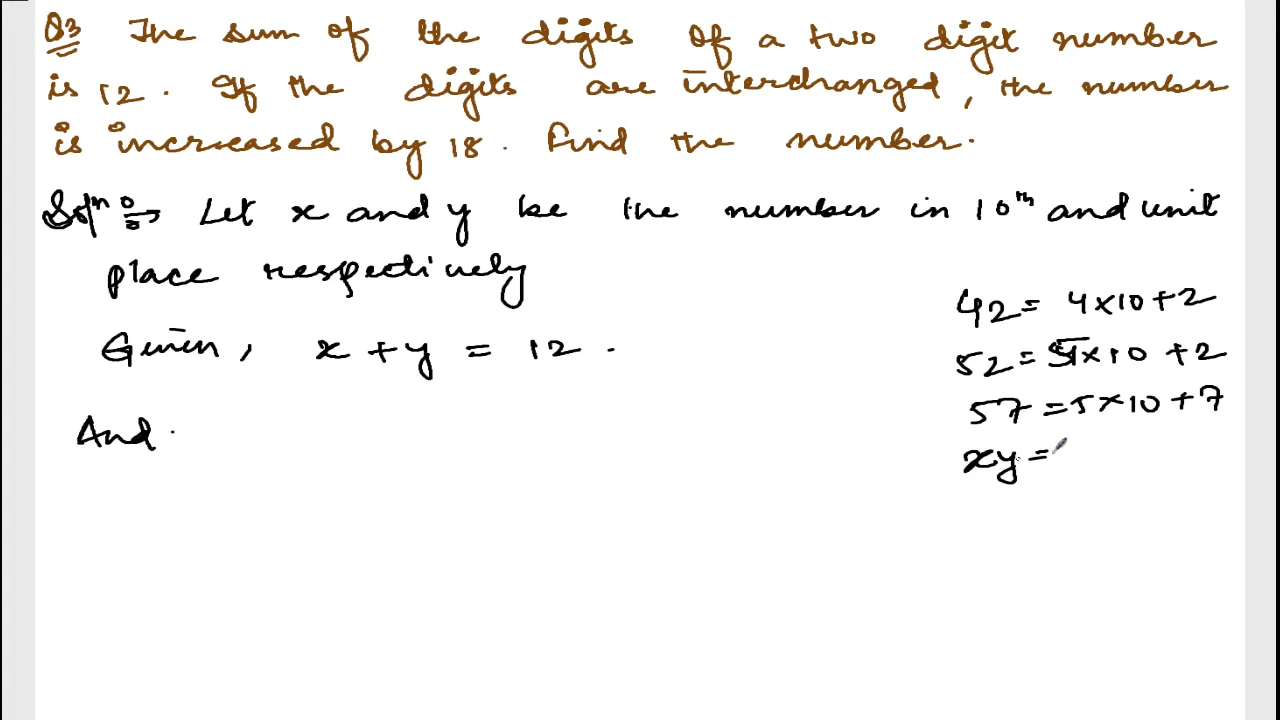 Q3 The sum of the digits of a two digit number
is 12. If the digits are interchanged, the number
is increased by 18. Find the number.
Solⁿ: → Let x and y be the number in 10ᵗʰ and unit
place respectively
Given, x + y = 12.
And.
42 = 4×10+2
52 = 5×10+2
57 = 5×10+7
xy =